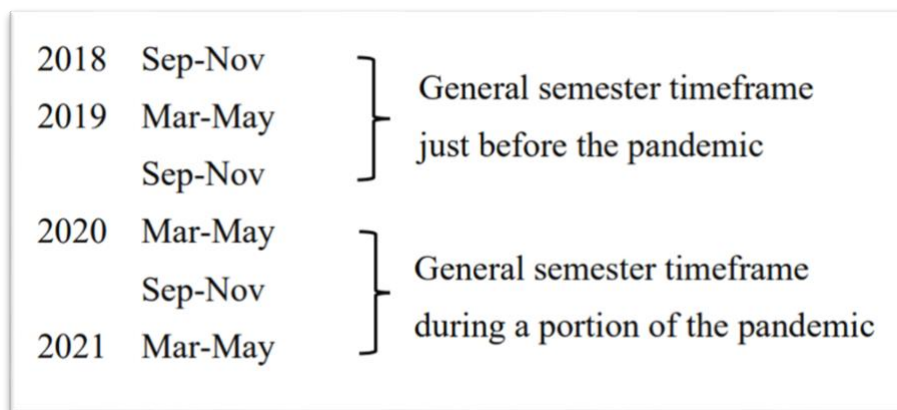 2018 Sep-Nov
General semester timeframe
2019 Mar-May
just before the pandemic
Sep-Nov
2020 Mar-May
General semester timeframe
Sep-Nov
during a portion of the pandemic
2021 Mar-May